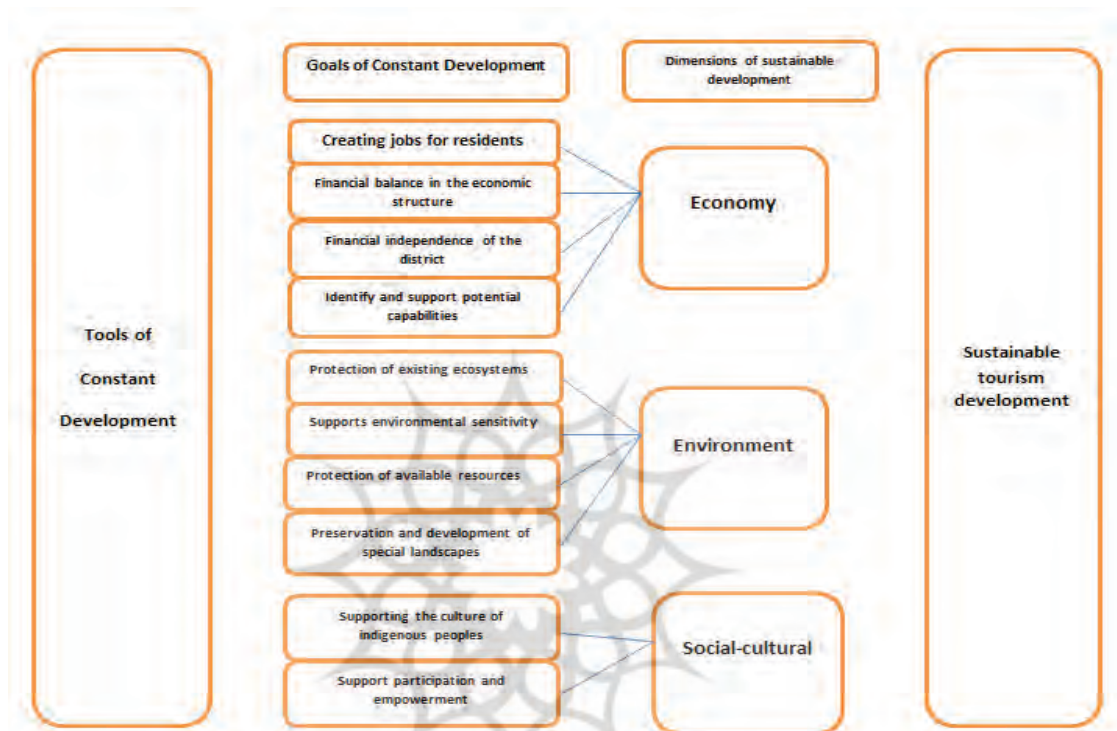 Tools of
Constant
Development
Goals of Constant Development
Creating jobs for residents
Financial balance in the economic
structure
Financial independence of the
district
Identify and support potential
capabilities
Protection of existing ecosystems
Supports environmental sensitivity
Protection of available resources
Preservation and development of
special landscapes
Supporting the culture of
indigenous peoples
Support participation and
empowerment
Dimensions of sustainable
development
Economy
Environment
Social-cultural
Sustainable
tourism
development